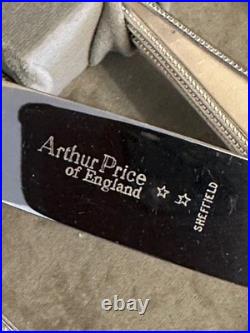 Arthur Price
of England ☆ ☆
SHEFFIELD